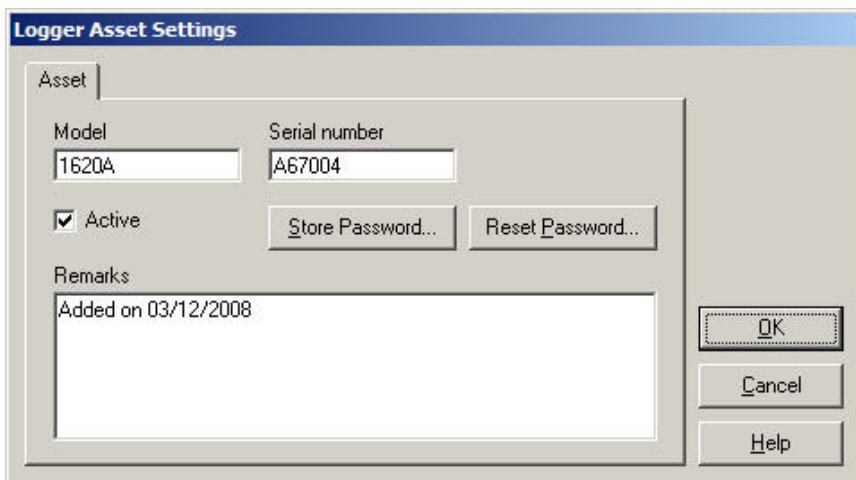 Logger Asset Settings
Asset
Model Serial number
1620A A67004
Active Store Password... Reset Password...
Remarks
Added on 03/12/2008
OK
Cancel
Help